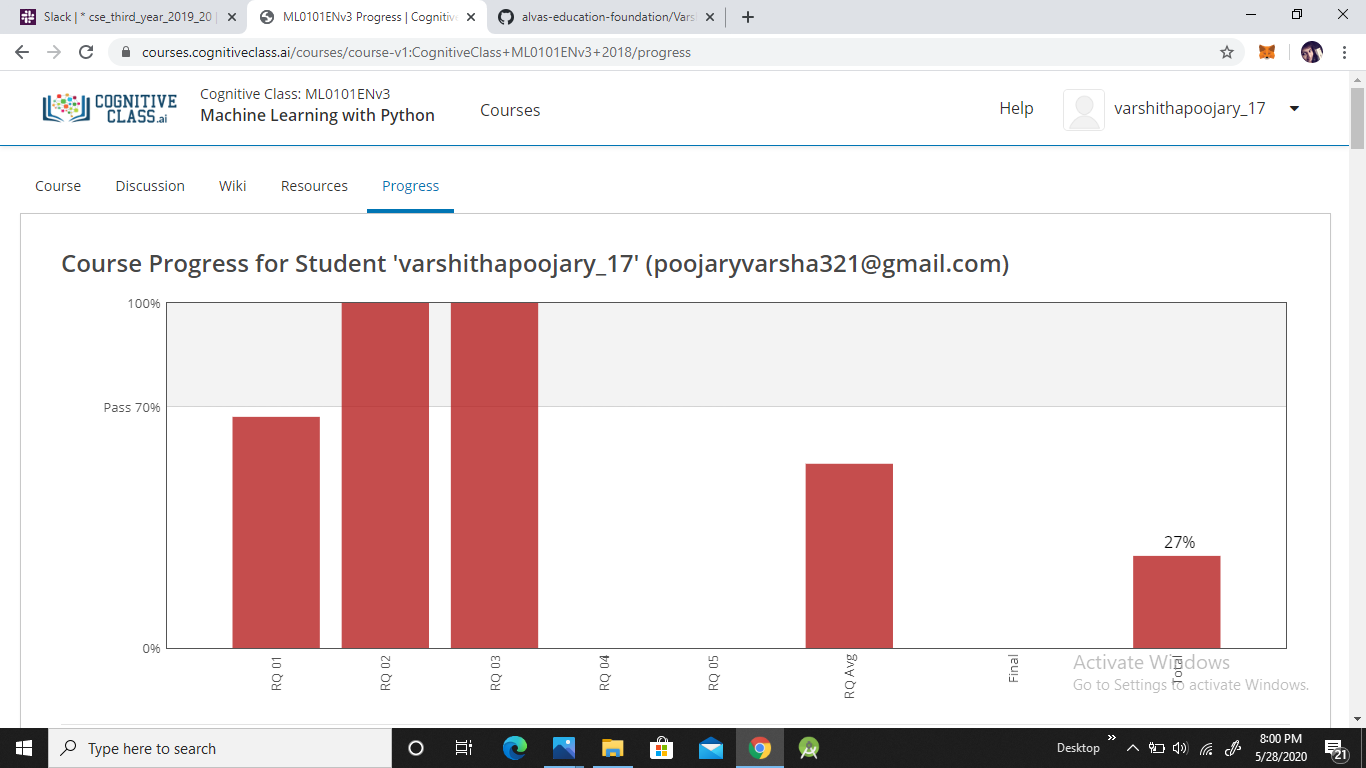 Slack | * cse_third_year_2019_20 |
ML0101ENv3 Progress | Cognitive
alvas-education-foundation/Vars
courses.cognitiveclass.ai/courses/course-v1:CognitiveClass+ML0101ENv3+2018/progress
COGNITIVE
CLASS.ai
Cognitive Class: ML0101ENv3
Machine Learning with Python
Courses
Help
varshithapoojary_17
Course
Discussion
Wiki
Resources
Progress
Course Progress for Student 'varshithapoojary_17' (poojaryvarsha321@gmail.com)
100%
Pass 70%
0%
27%
RQ 01
RQ 02
RQ 03
RQ 04
RQ 05
RQ Avg
Final
Total
Activate Windows
Go to Settings to activate Windows.
Type here to search
Desktop
8:00 PM
5/28/2020
21